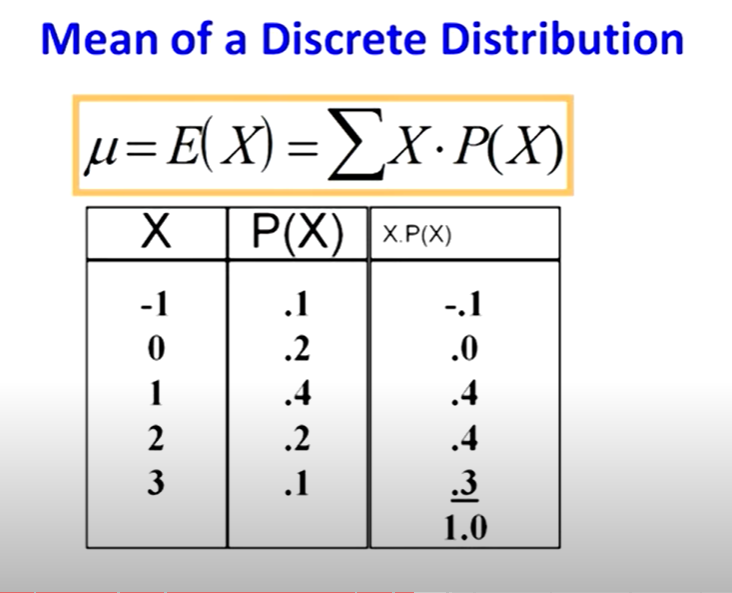 Mean of a Discrete Distribution
μ = E(X) = ∑ X · P(X)
X P(X) X.P(X)
-1 .1 -.1
0 .2 .0
1 .4 .4
2 .2 .4
3 .1 .3
1.0